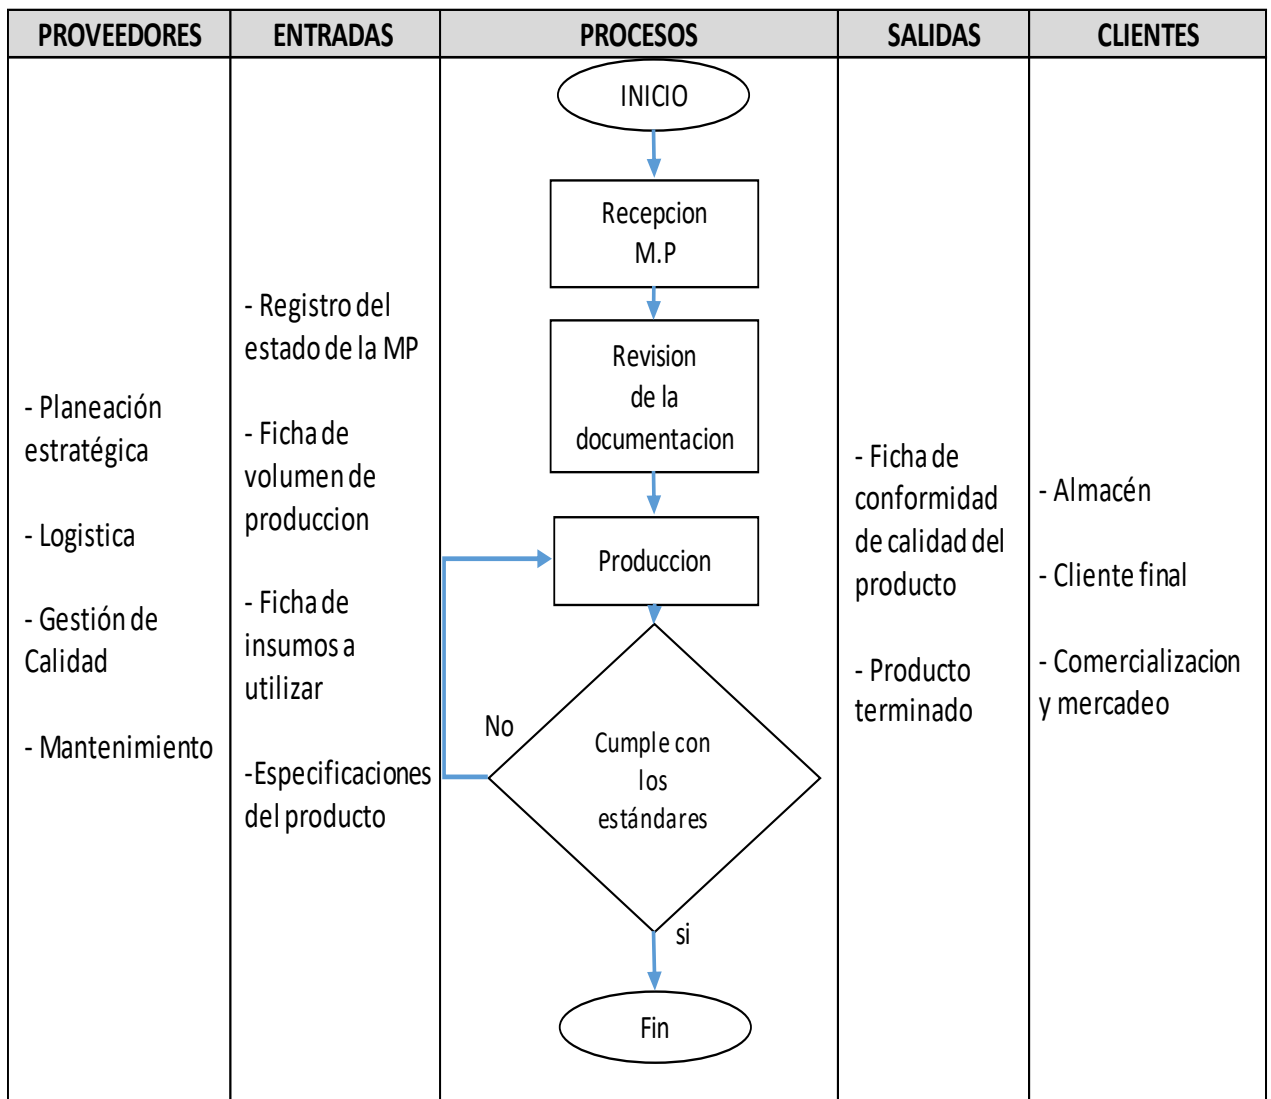 PROVEEDORES
ENTRADAS
PROCESOS
SALIDAS
CLIENTES
- Planeación
estratégica
- Logistica
- Gestión de
Calidad
- Mantenimiento
- Registro del
estado de la MP
- Ficha de
volumen de
produccion
- Ficha de
insumos a
utilizar
-Especificaciones
del producto
INICIO
Recepcion
M.P
Revision
de la
documentacion
Produccion
No
Cumple con
los
estándares
si
Fin
- Ficha de
conformidad
de calidad del
producto
- Producto
terminado
- Almacén
- Cliente final
- Comercializacion
y mercadeo